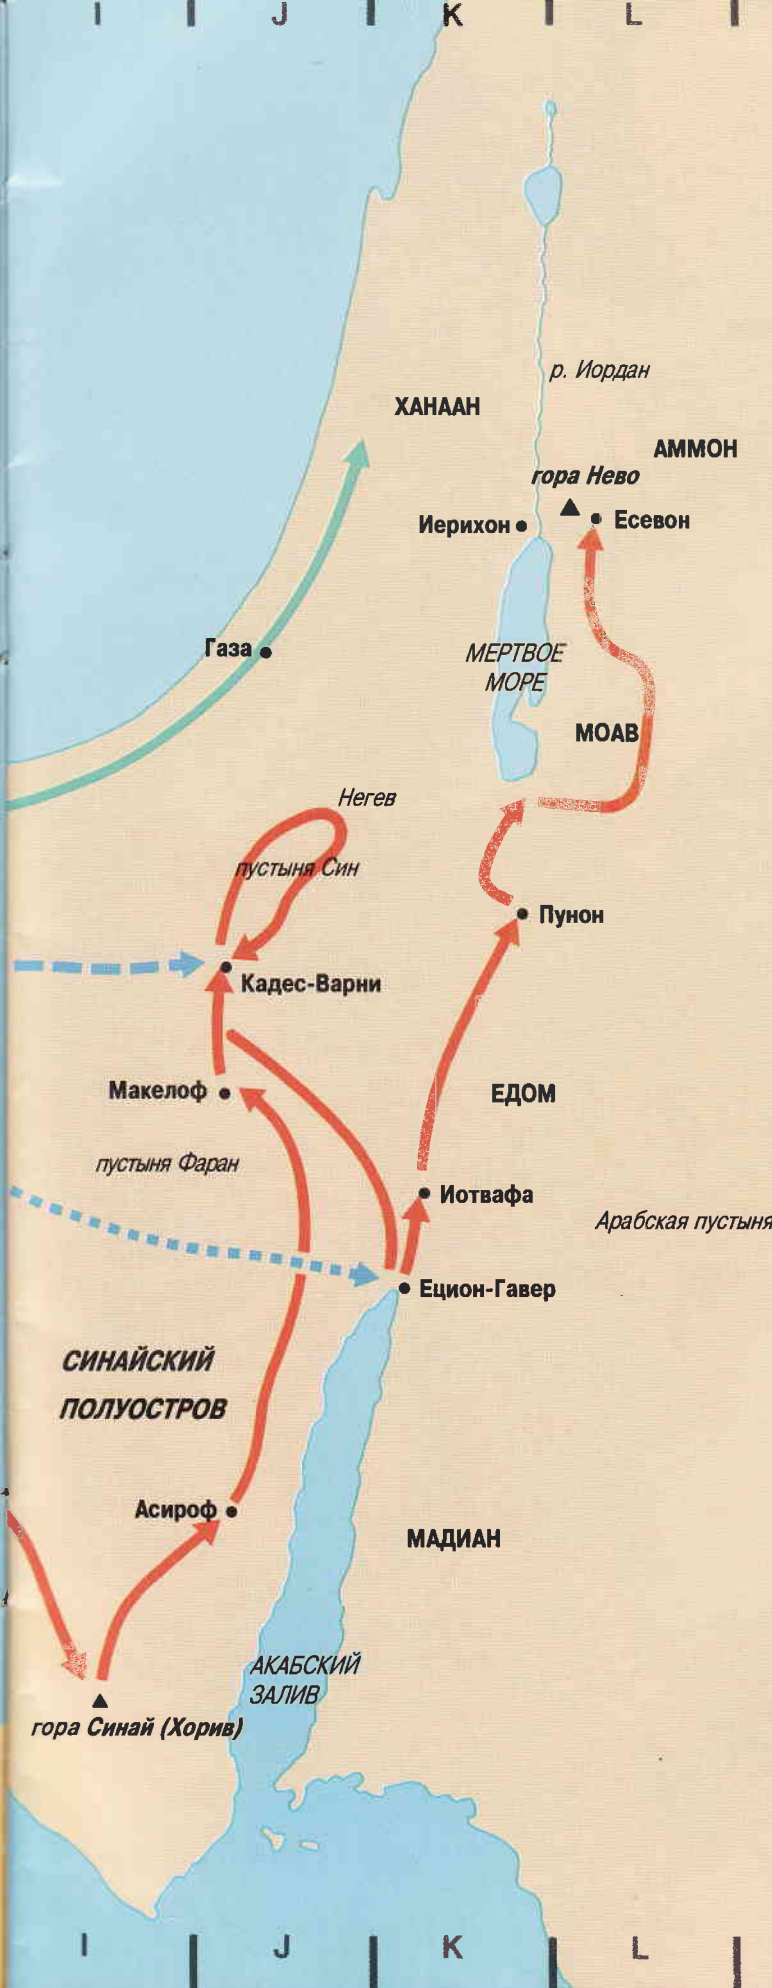 I J K L
р. Иордан
ХАНААН
АММОН
гора Нево
Иерихон
Есевон
Газа
МЕРТВОЕ
МОРЕ
МОАВ
Негев
пустыня Син
Пунон
Кадес-Варни
Макелоф
ЕДОМ
пустыня Фаран
Иотвафа
Арабская пустыня
Ецион-Гавер
СИНАЙСКИЙ
ПОЛУОСТРОВ
Асироф
МАДИАН
АКАБСКИЙ
ЗАЛИВ
гора Синай (Хорив)
I J K L